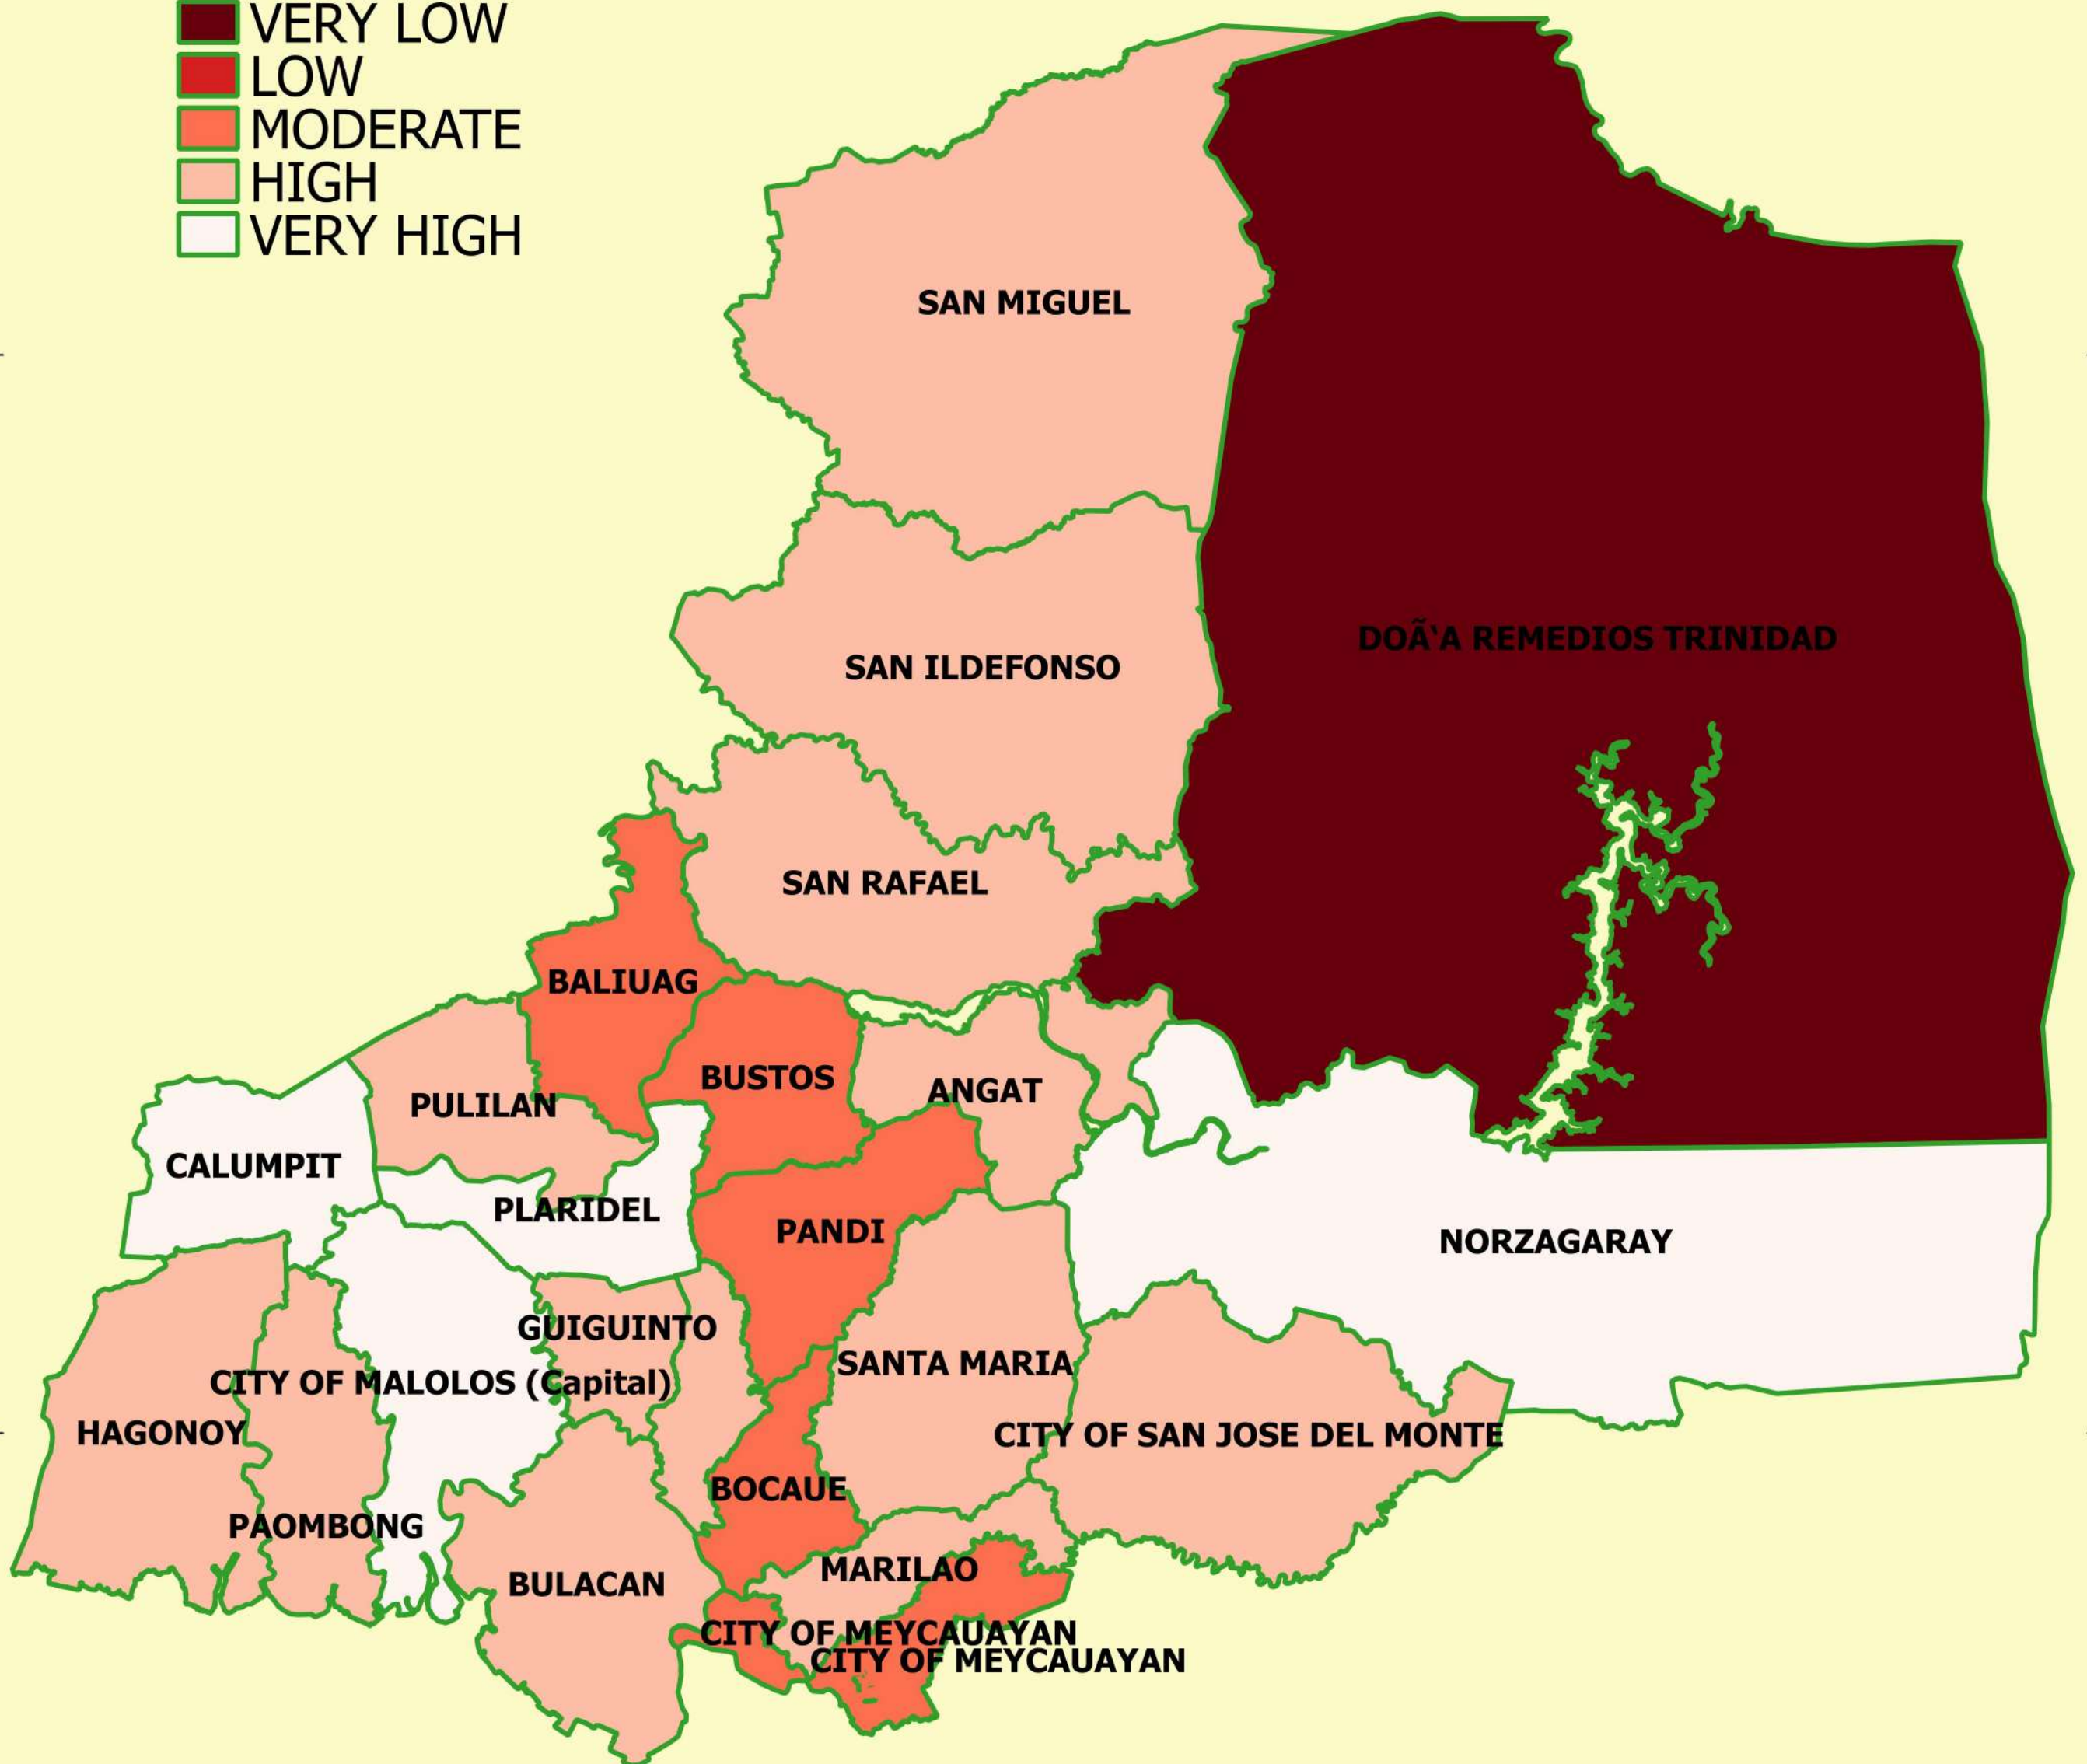 VERY LOW
LOW
MODERATE
HIGH
VERY HIGH
SAN MIGUEL
DOÃ‘A REMEDIOS TRINIDAD
SAN ILDEFONSO
SAN RAFAEL
BALIUAG
BUSTOS
ANGAT
PULILAN
CALUMPIT
PLARIDEL
PANDI
NORZAGARAY
GUIGUINTO
SANTA MARIA
CITY OF MALOLOS (Capital)
HAGONOY
CITY OF SAN JOSE DEL MONTE
BOCAUE
PAOMBONG
MARILAO
BULACAN
CITY OF MEYCAUAYAN
CITY OF MEYCAUAYAN